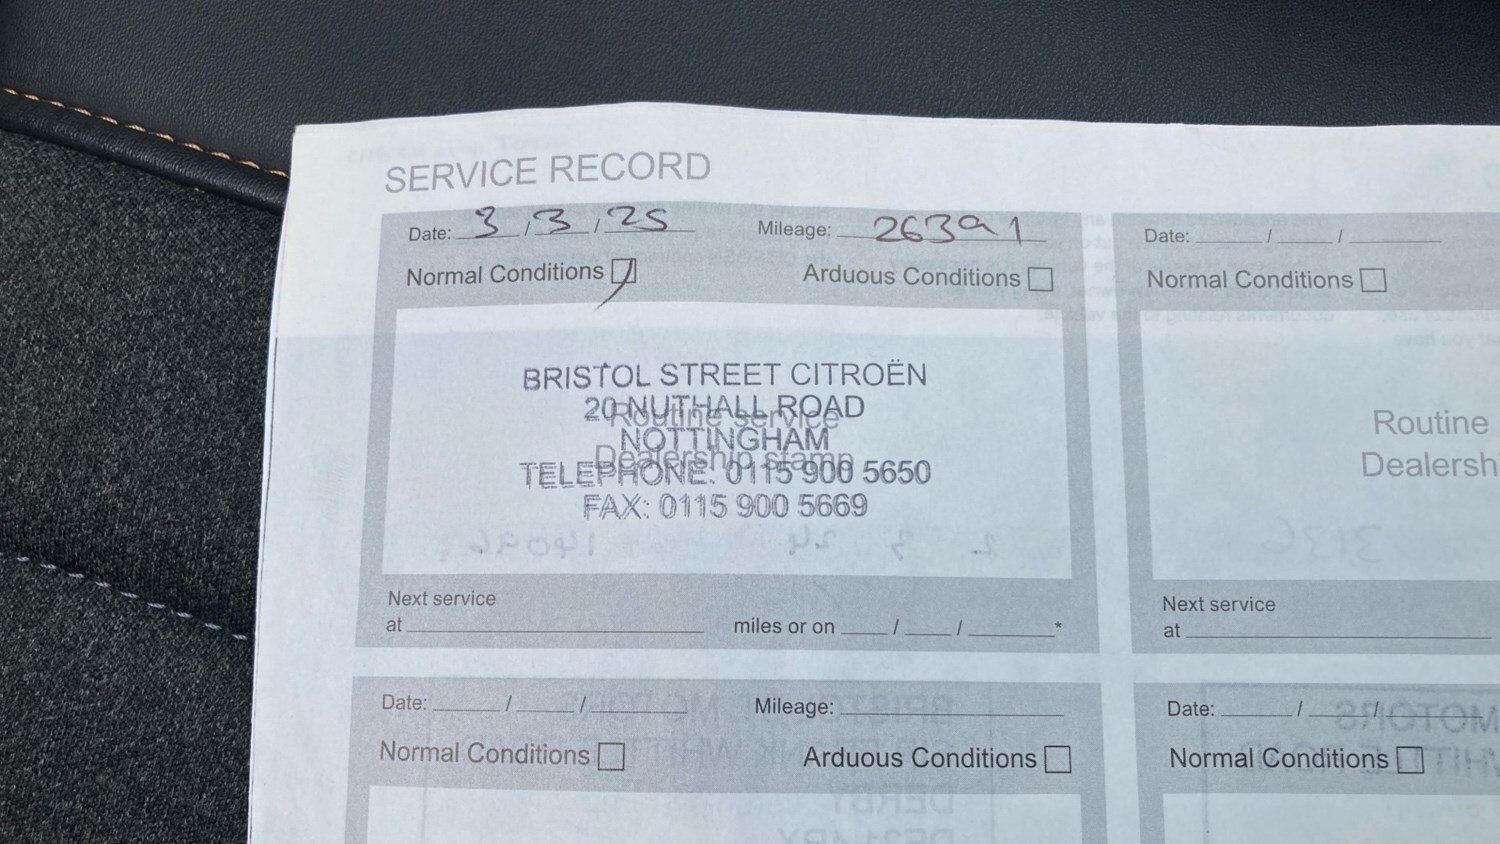 SERVICE RECORD
Date: 3 / 3 / 25 Mileage: 26391
Normal Conditions Arduous Conditions
BRISTOL STREET CITROËN
20 NUTHALL ROAD
Routine service
NOTTINGHAM
Dealership stamp
TELEPHONE: 0115 900 5650
FAX: 0115 900 5669
Next service
at miles or on / / *
Date: / /
Normal Conditions
Routine
Dealersh
Next service
at
Date: / / Mileage:
Normal Conditions Arduous Conditions
Date: / /
Normal Conditions